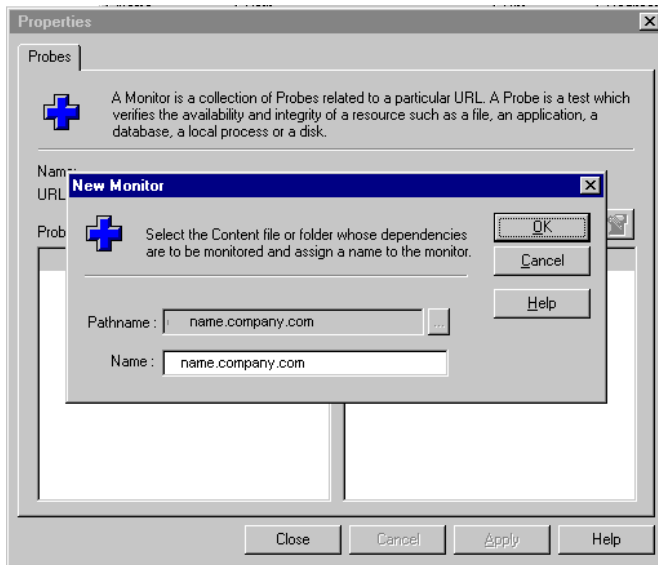 Properties
Probes
A Monitor is a collection of Probes related to a particular URL. A Probe is a test which
verifies the availability and integrity of a resource such as a file, an application, a
database, a local process or a disk.
Name:
URL
Prob
New Monitor
Select the Content file or folder whose dependencies
are to be monitored and assign a name to the monitor.
OK
Cancel
Help
Pathname : name.company.com ...
Name : name.company.com
Close Cancel Apply Help